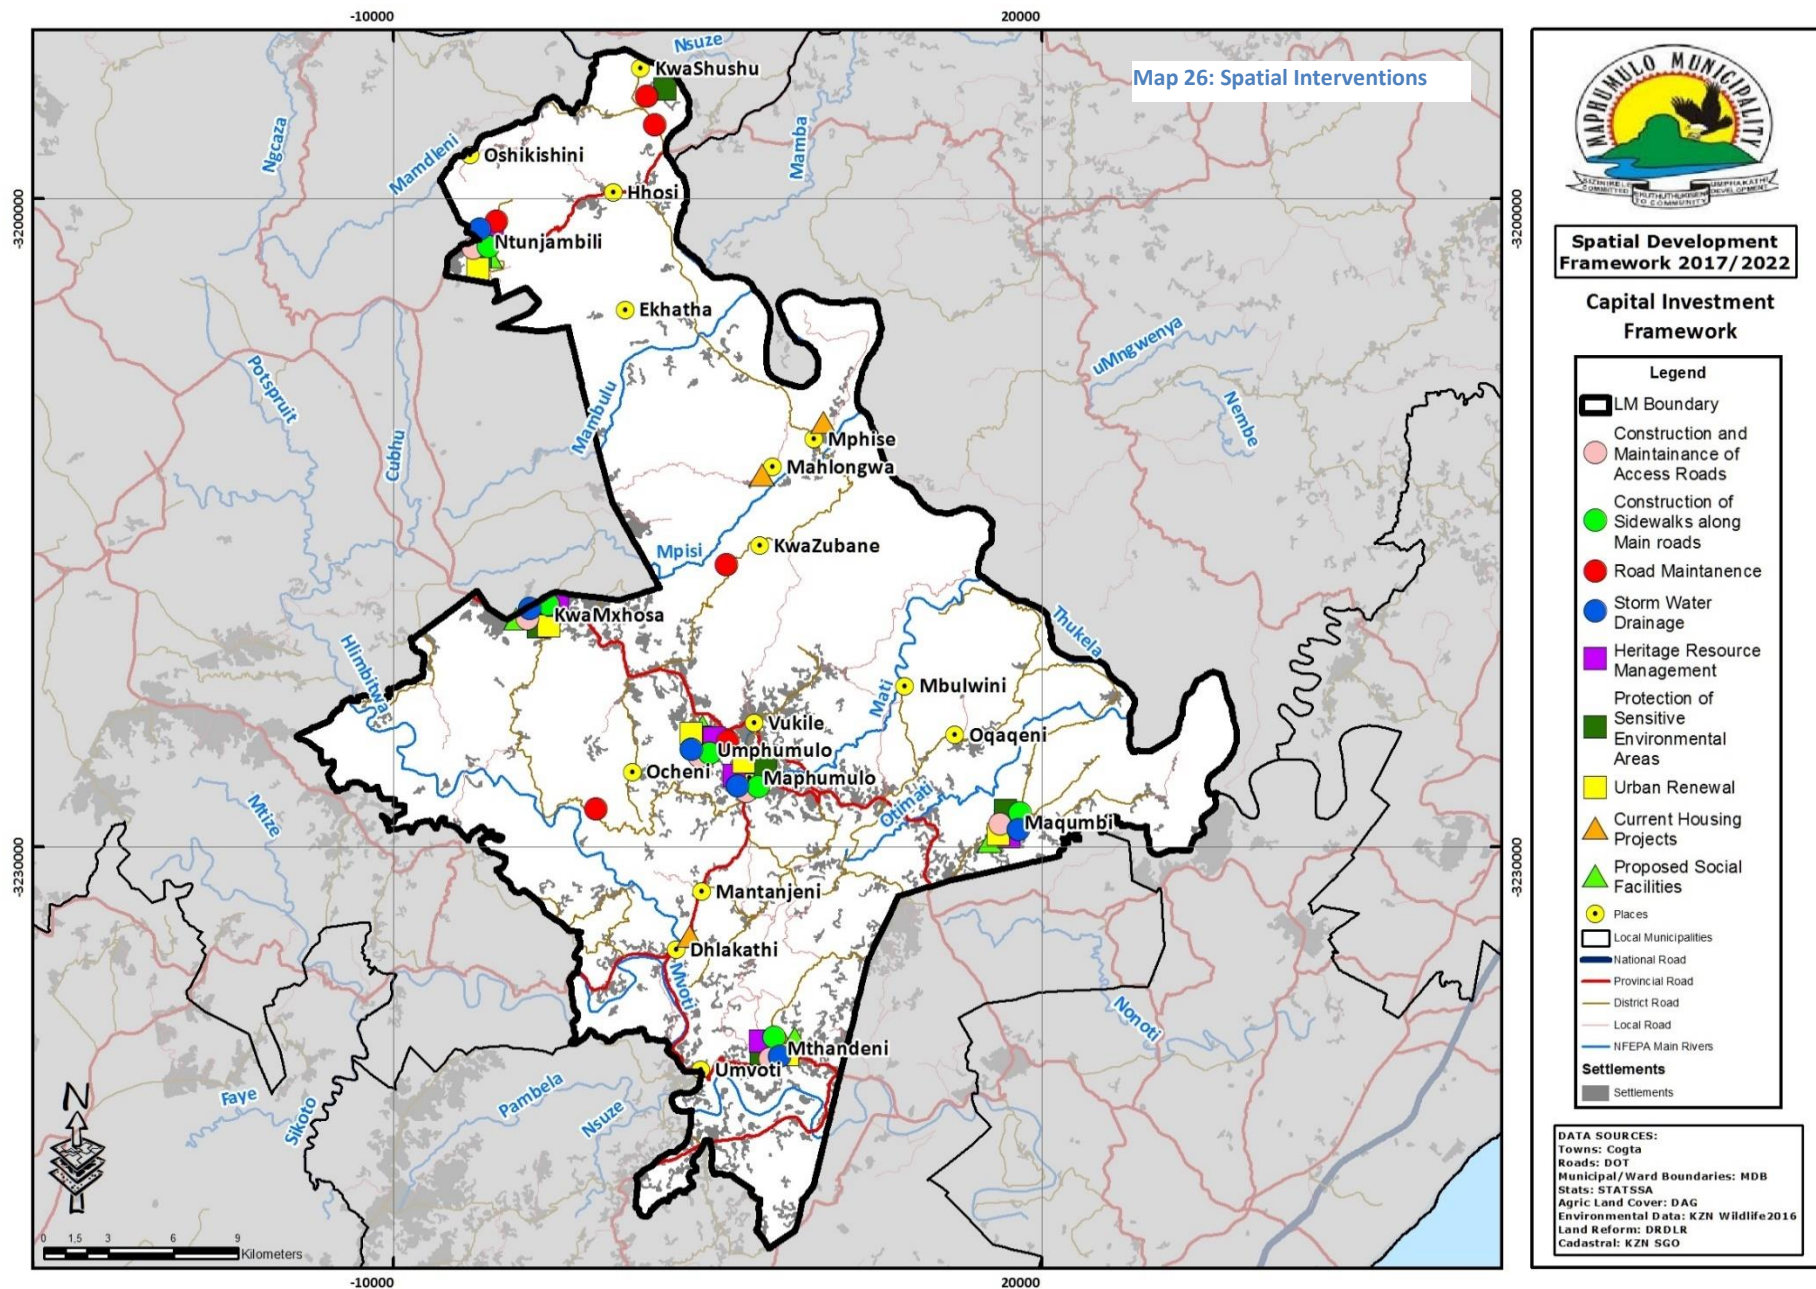 -10000
20000
Map 26: Spatial Interventions
-3200000
-3200000
-3230000
-3230000
Nsuze
KwaShushu
Ngcaza
Mamdleni
Oshikishini
Mamba
Hhosi
Ntunjambili
Ekhatha
uMngwenya
Potspruit
Nembe
Mambulu
Cubhu
Mphise
Mahlongwa
KwaZubane
Mpisi
KwaMxhosa
Thukela
Hlimbitwa
Mbulwini
Mati
Vukile
Oqaqeni
Umphumulo
Ocheni
Maphumulo
Otimati
Maqumbi
Mtize
Mantanjeni
Dhlakathi
Mvoti
Nonoti
Mthandeni
Umvoti
Pambela
Faye
Nsuze
Sikoto
N
0 1,5 3 6 9
Kilometers
-10000
20000
MAPHUMULO MUNICIPALITY
SIZINIKELE
COMMITTED
EKUTHUTHUKISENI
TO COMMUNITY
UMPHAKATHI
DEVELOPMENT
Spatial Development
Framework 2017/2022
Capital Investment
Framework
Legend
LM Boundary
Construction and
Maintainance of
Access Roads
Construction of
Sidewalks along
Main roads
Road Maintanence
Storm Water
Drainage
Heritage Resource
Management
Protection of
Sensitive
Environmental
Areas
Urban Renewal
Current Housing
Projects
Proposed Social
Facilities
Places
Local Municipalities
National Road
Provincial Road
District Road
Local Road
NFEPA Main Rivers
Settlements
Settlements
DATA SOURCES:
Towns: Cogta
Roads: DOT
Municipal/Ward Boundaries: MDB
Stats: STATSSA
Agric Land Cover: DAG
Environmental Data: KZN Wildlife2016
Land Reform: DRDLR
Cadastral: KZN SGO